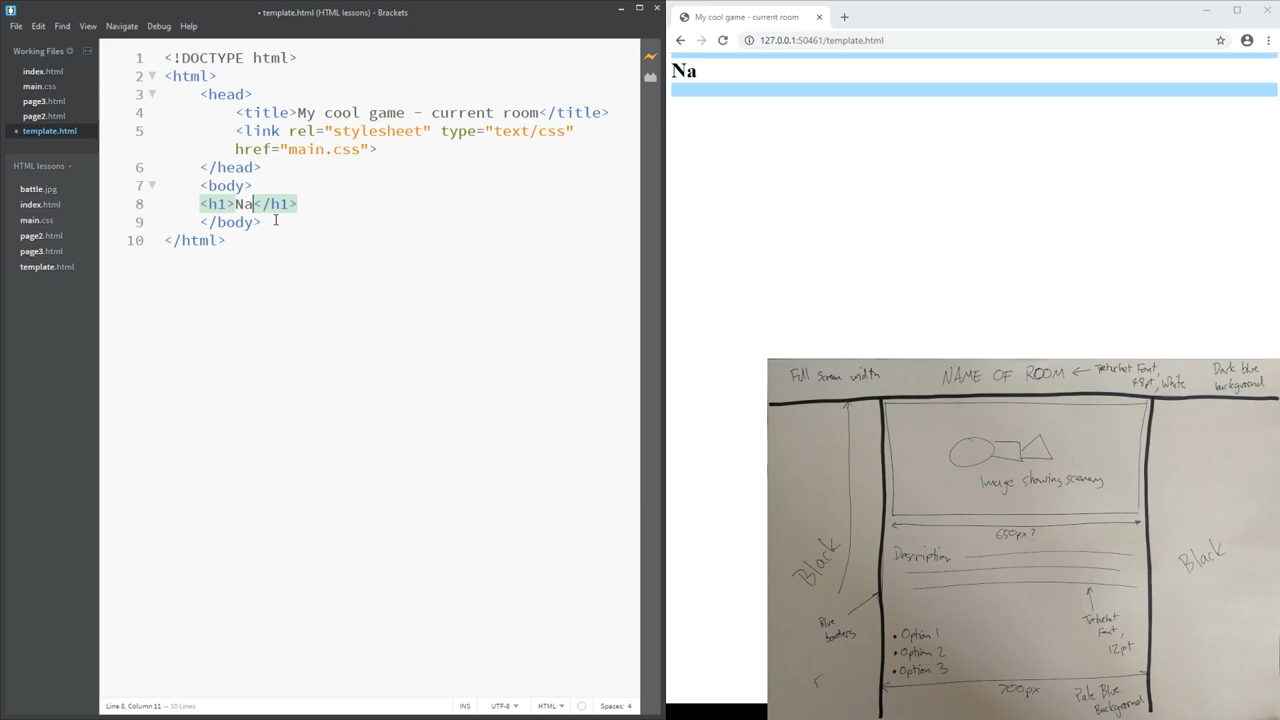 template.html (HTML lessons) - Brackets
File Edit Find View Navigate Debug Help
Working Files
index.html
main.css
page3.html
page2.html
template.html
HTML lessons
battle.jpg
index.html
main.css
page2.html
page3.html
template.html
1 <!DOCTYPE html>
2 <html>
3 <head>
4 <title>My cool game - current room</title>
5 <link rel="stylesheet" type="text/css"
href="main.css">
6 </head>
7 <body>
8 <h1>Na</h1>
9 </body>
10 </html>
Line 8, Column 11 — 10 Lines
INS UTF-8 HTML Spaces: 4
My cool game - current room
127.0.0.1:50461/template.html
Na
Full screen width
NAME OF ROOM
Trebuchet Font,
48pt, White
Dark blue
background
Image showing scenery
650px?
Black
Description
Black
Blue
borders
Trebuchet
Font,
12pt
• Option 1
• Option 2
• Option 3
700px
Pale Blue
Background